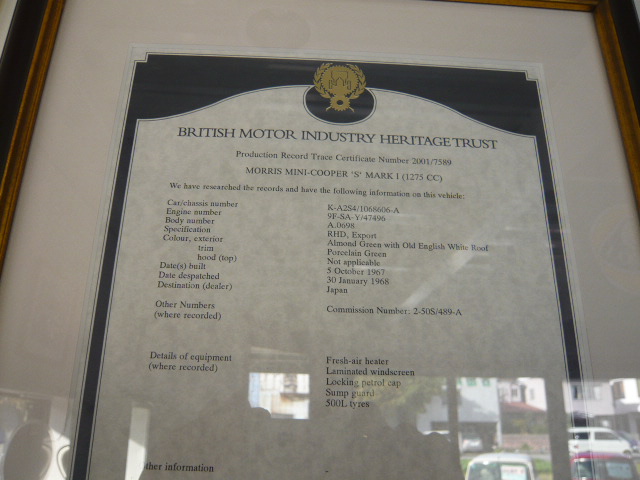 BRITISH MOTOR INDUSTRY HERITAGE TRUST
Production Record Trace Certificate Number 2001/7589
MORRIS MINI-COOPER 'S' MARK I (1275 CC)
We have researched the records and have the following information on this vehicle:
Car/chassis number K-A2S4/1068606-A
Engine number 9F-SA-Y/47496
Body number A.0698
Specification RHD, Export
Colour, exterior Almond Green with Old English White Roof
trim Porcelain Green
hood (top) Not applicable
Date(s) built 5 October 1967
Date despatched 30 January 1968
Destination (dealer) Japan
Other Numbers Commission Number: 2-50S/489-A
(where recorded)
Details of equipment Fresh-air heater
(where recorded) Laminated windscreen
Locking petrol cap
Sump guard
500L tyres
ther information